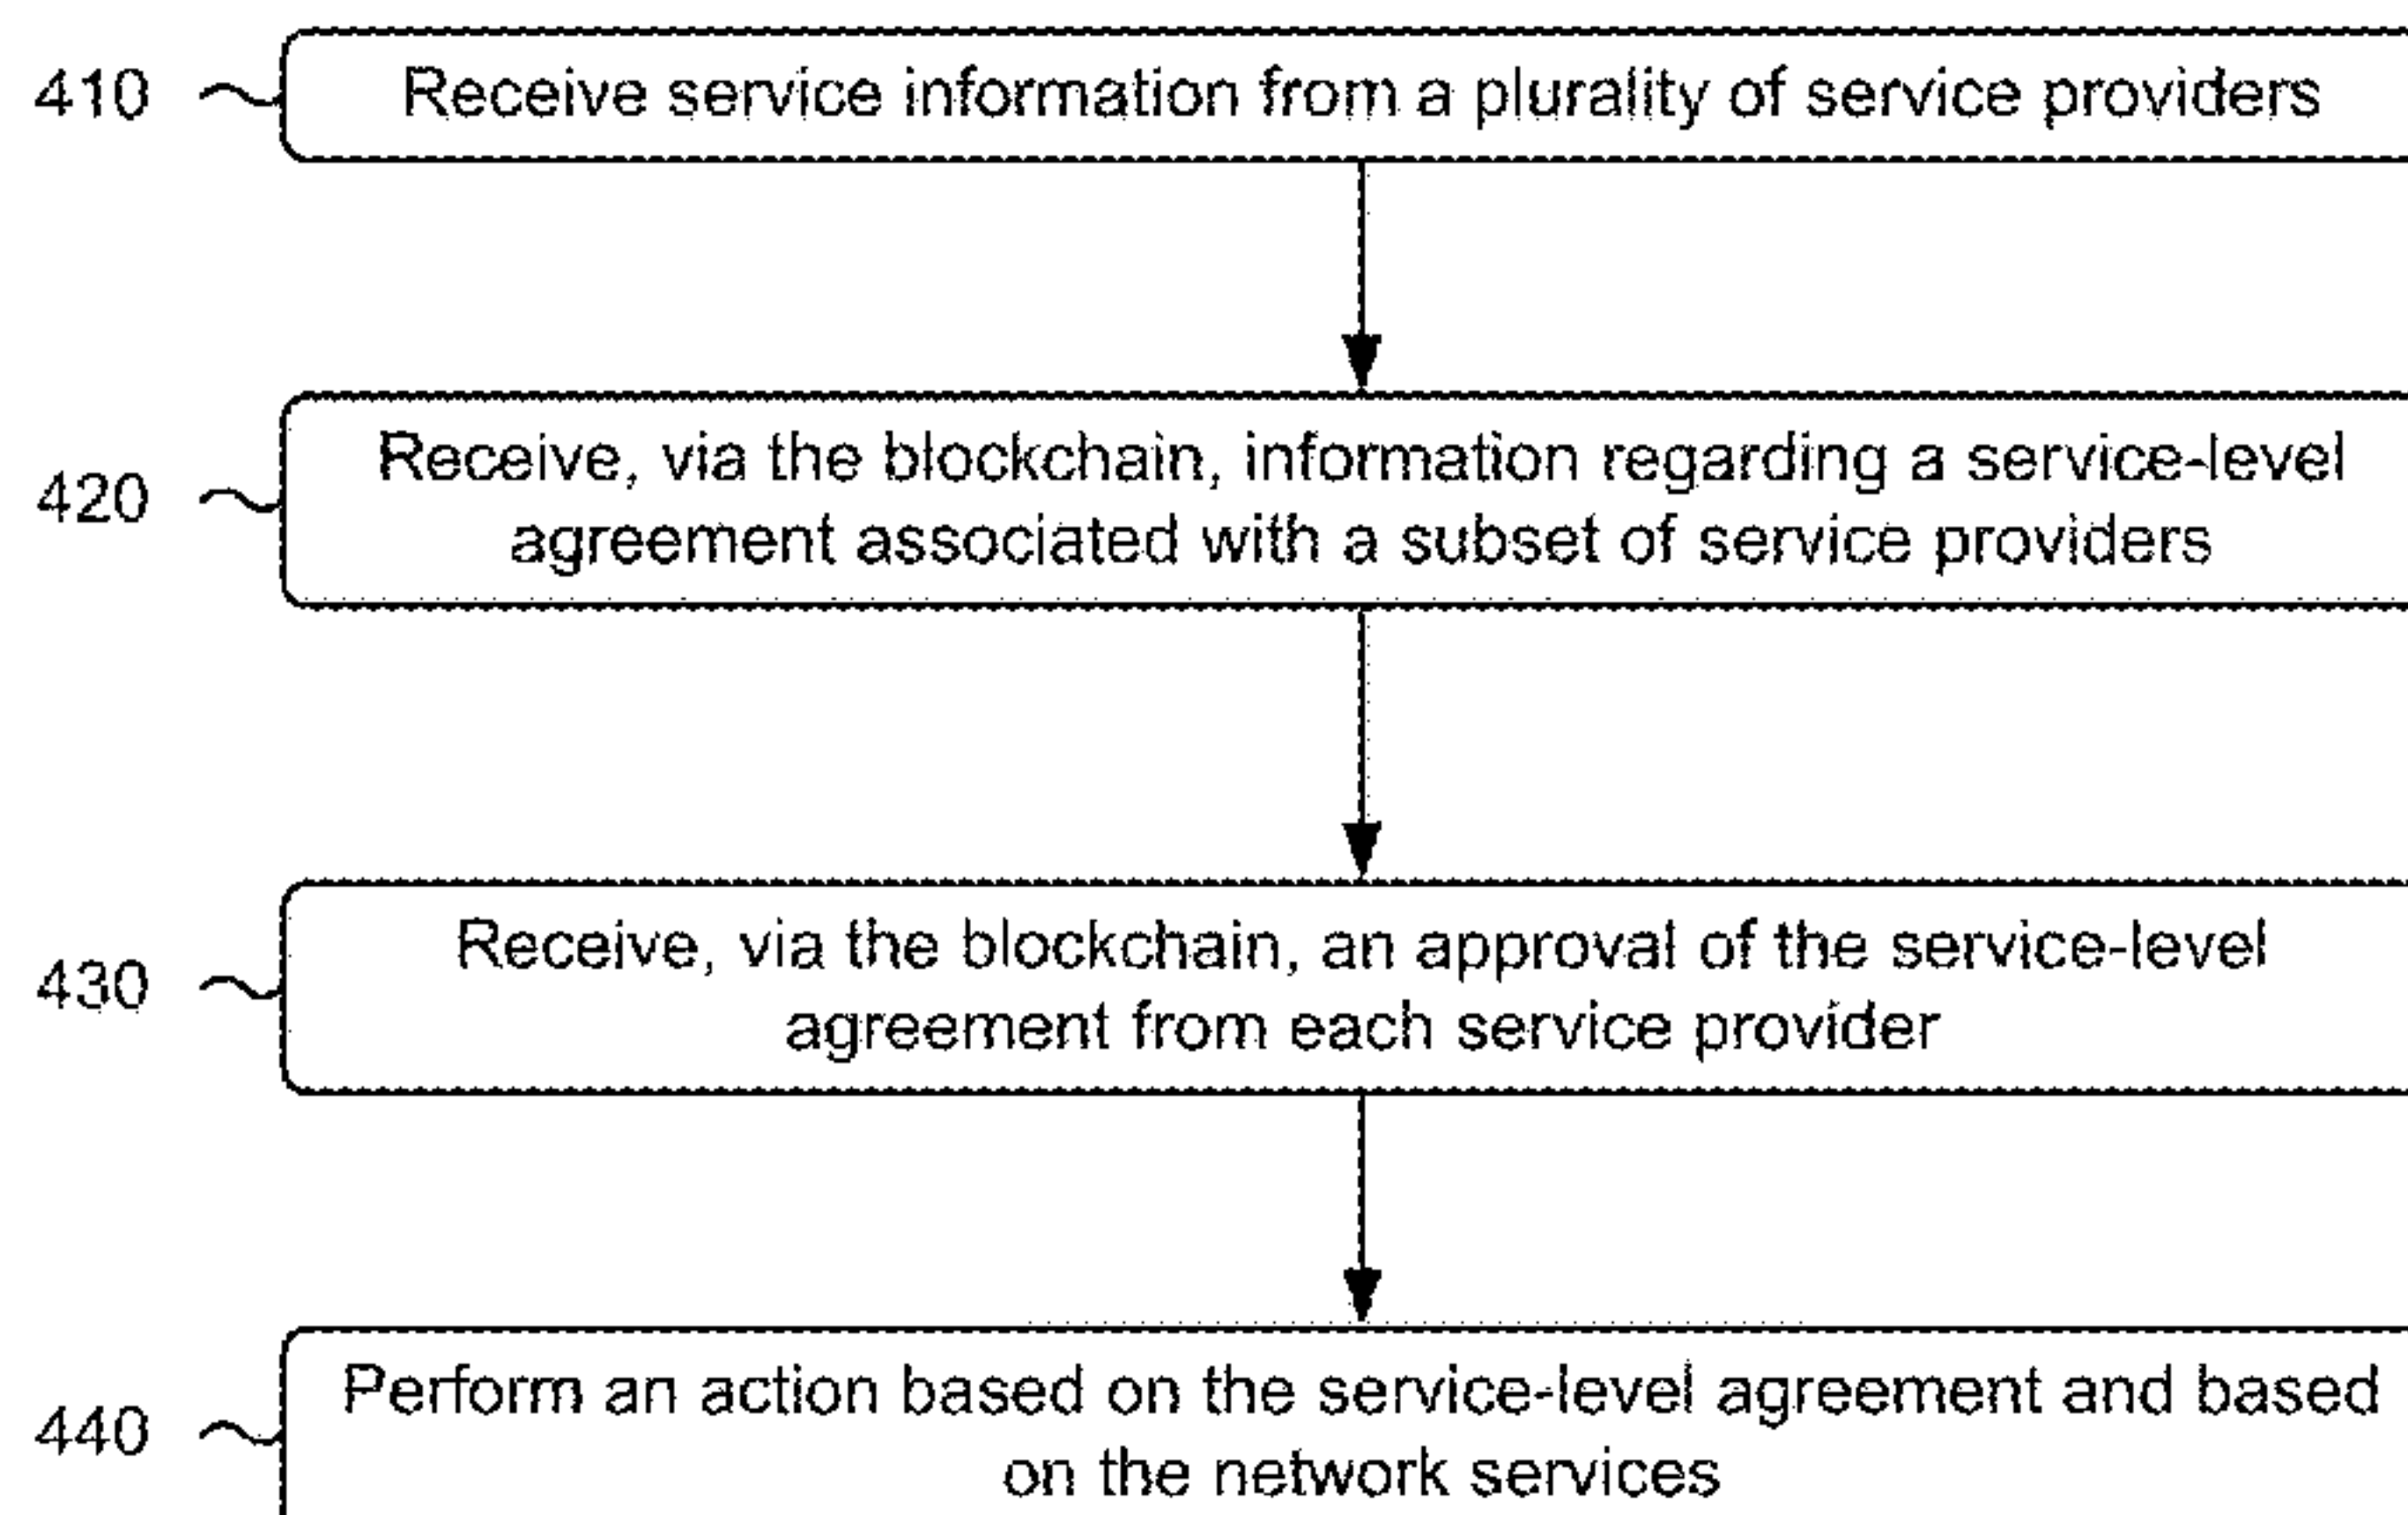 410 Receive service information from a plurality of service providers
Receive, via the blockchain, information regarding a service-level
420
agreement associated with a subset of service providers
Receive, via the blockchain, an approval of the service-level
430
agreement from each service provider
Perform an action based on the service-level agreement and based
440
on the network services